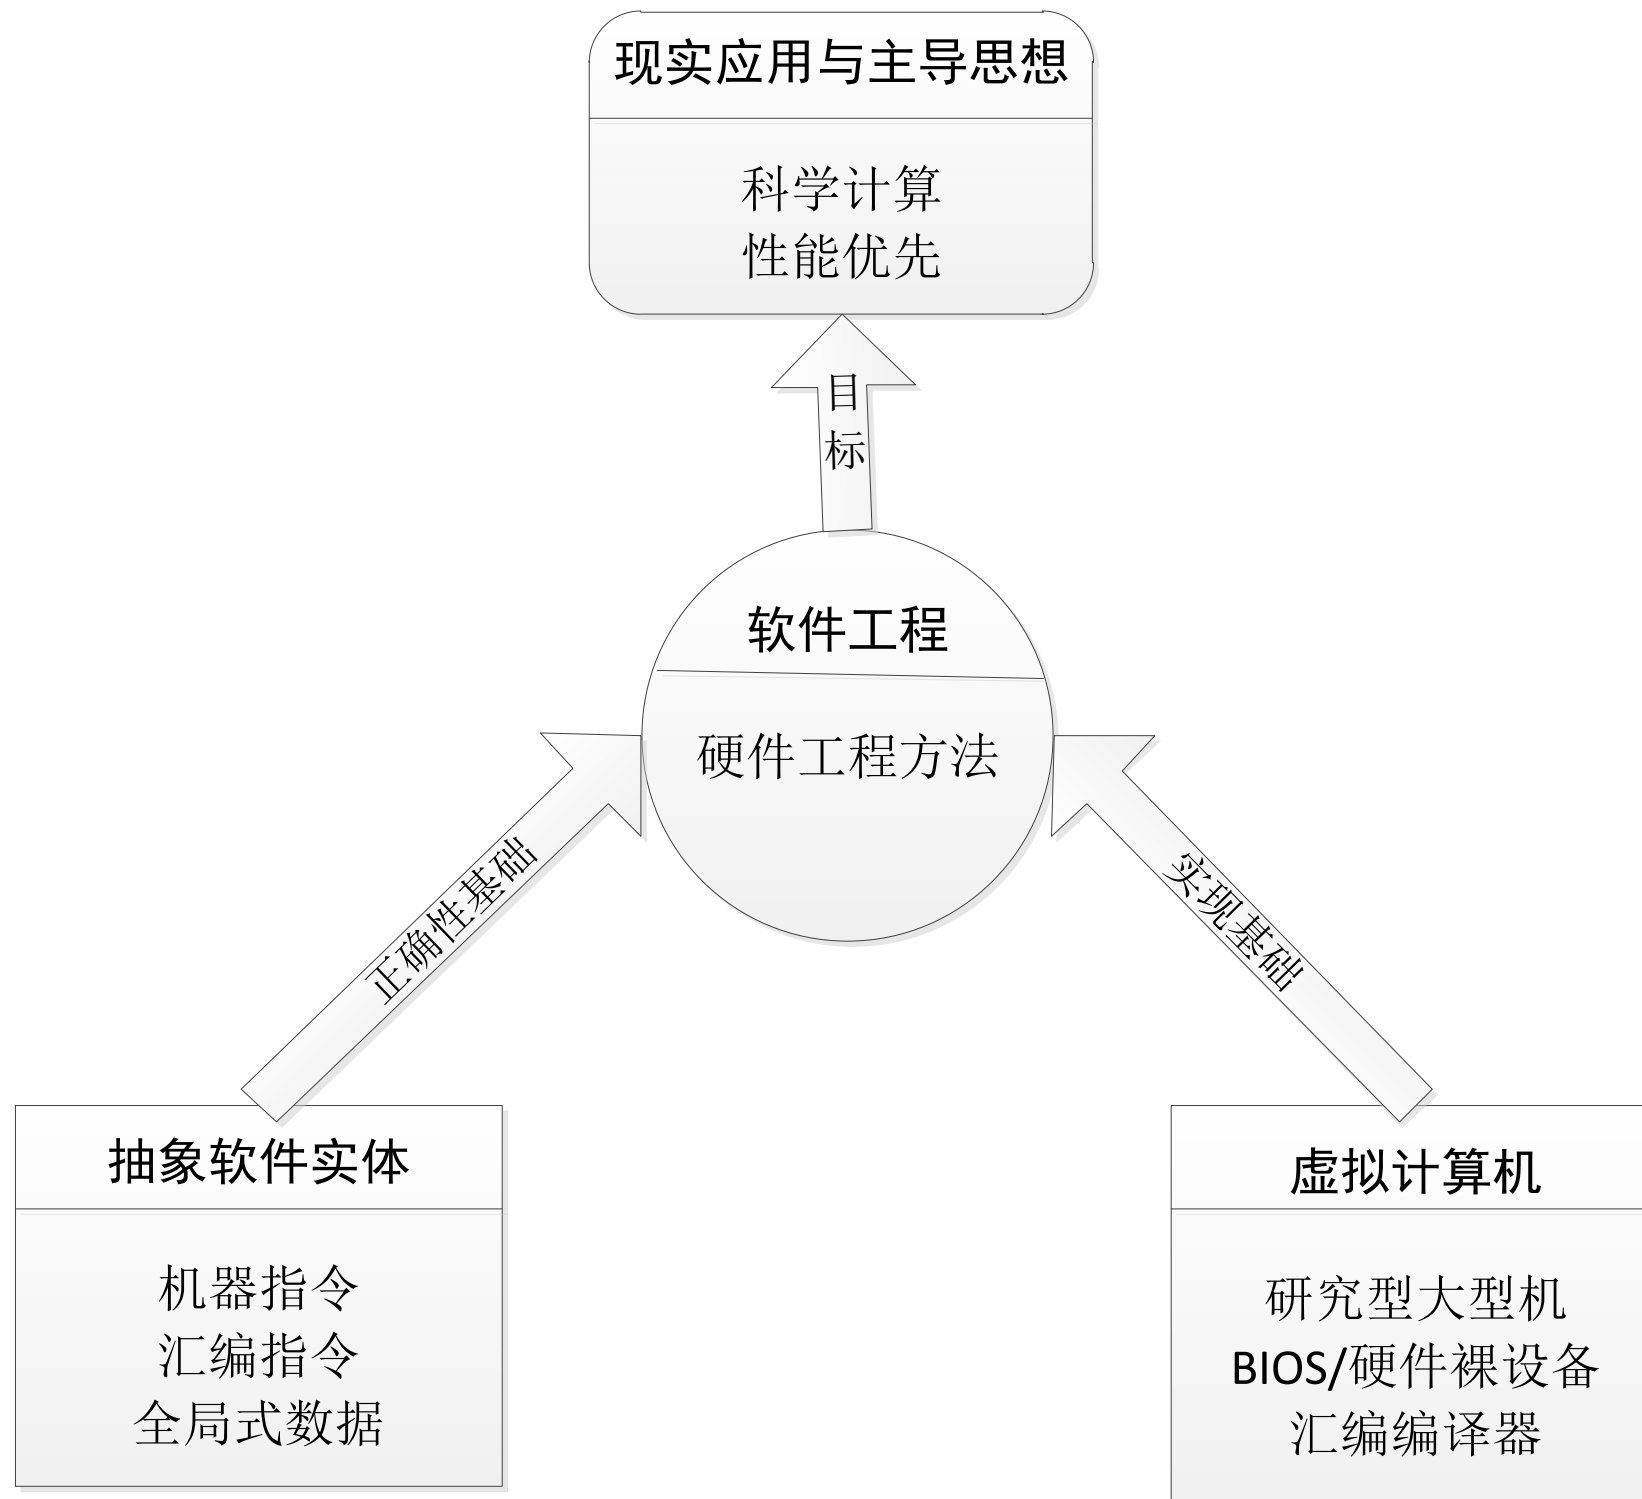 现实应用与主导思想
科学计算
性能优先
目
标
软件工程
硬件工程方法
正确性基础
实现基础
抽象软件实体
机器指令
汇编指令
全局式数据
虚拟计算机
研究型大型机
BIOS/硬件裸设备
汇编编译器